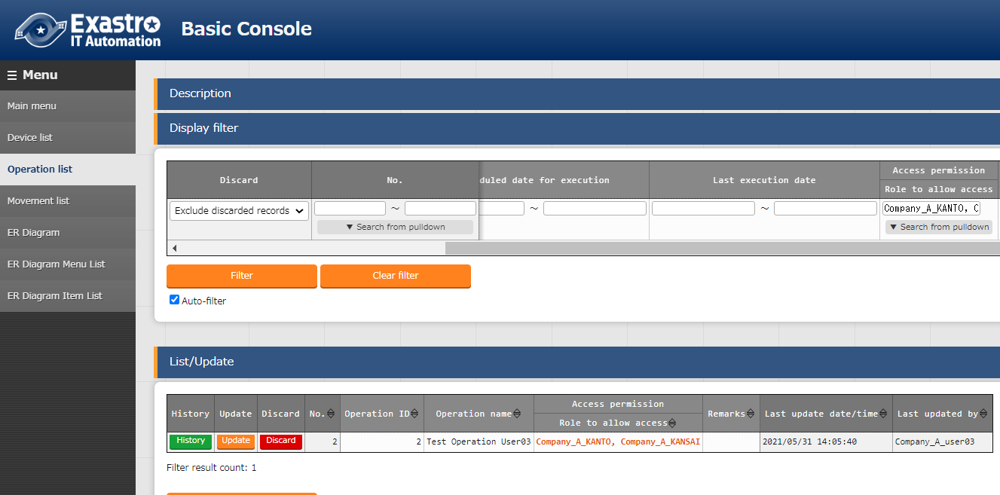 Exastro
IT Automation
Basic Console
Menu
Main menu
Device list
Operation list
Movement list
ER Diagram
ER Diagram Menu List
ER Diagram Item List
Description
Display filter
Discard
No.
duled date for execution
Last execution date
Access permission
Role to allow access
Exclude discarded records
~
~
~
Company_A_KANTO, C
▼ Search from pulldown
▼ Search from pulldown
Filter
Clear filter
Auto-filter
List/Update
History Update Discard No. Operation ID Operation name Access permission Remarks Last update date/time Last updated by
Role to allow access
History Update Discard 2 2 Test Operation User03 Company_A_KANTO, Company_A_KANSAI 2021/05/31 14:05:40 Company_A_user03
Filter result count: 1